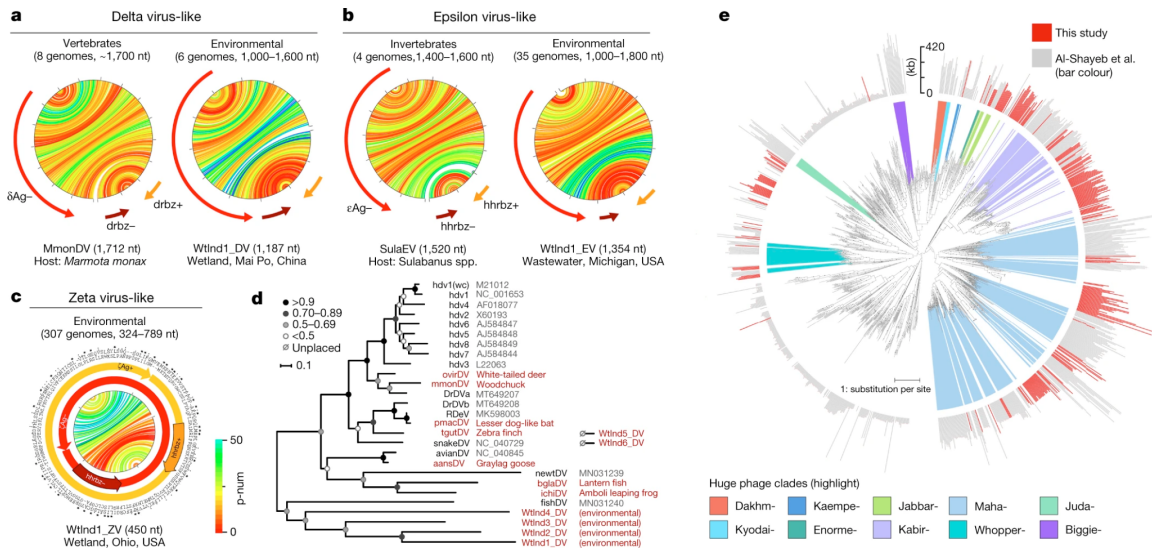 a
Delta virus-like
Vertebrates
(8 genomes, ~1,700 nt)
Environmental
(6 genomes, 1,000–1,600 nt)
δAg–
drbz–
drbz+
MmonDV (1,712 nt)
Host: Marmota monax
WtInd1_DV (1,187 nt)
Wetland, Mai Po, China
b
Epsilon virus-like
Invertebrates
(4 genomes,1,400–1,600 nt)
Environmental
(35 genomes, 1,000–1,800 nt)
εAg–
hhrbz–
hhrbz+
SulaEV (1,520 nt)
Host: Sulabanus spp.
WtInd1_EV (1,354 nt)
Wastewater, Michigan, USA
c
Zeta virus-like
Environmental
(307 genomes, 324–789 nt)
ζAg+
ζAg–
hhrbz+
hhrbz–
WtInd1_ZV (450 nt)
Wetland, Ohio, USA
50
p-num
0
d
>0.9
0.70–0.89
0.5–0.69
<0.5
Unplaced
0.1
hdv1(wc) M21012
hdv1 NC_001653
hdv4 AF018077
hdv2 X60193
hdv6 AJ584847
hdv5 AJ584848
hdv8 AJ584849
hdv7 AJ584844
hdv3 L22063
ovirDV White-tailed deer
mmonDV Woodchuck
DrDVa MT649207
DrDVb MT649208
RDeV MK598003
pmacDV Lesser dog-like bat
tgutDV Zebra finch
snakeDV NC_040729
avianDV NC_040845
aansDV Graylag goose
WtInd5_DV
WtInd6_DV
newtDV MN031239
bglaDV Lantern fish
ichiDV Amboli leaping frog
fishDV MN031240
WtInd4_DV (environmental)
WtInd3_DV (environmental)
WtInd2_DV (environmental)
WtInd1_DV (environmental)
e
420
(kb)
0
This study
Al-Shayeb et al.
(bar colour)
1: substitution per site
Huge phage clades (highlight)
Dakhm- Kaempe- Jabbar- Maha- Juda-
Kyodai- Enorme- Kabir- Whopper- Biggie-